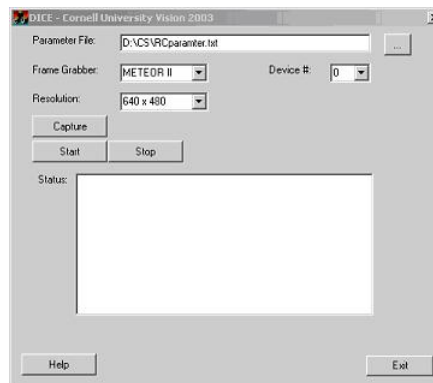 DICE - Cornell University Vision 2003
Parameter File: D:\CS\RCparamter.txt ...
Frame Grabber: METEOR II Device #: 0
Resolution: 640 x 480
Capture
Start Stop
Status:
Help Exit